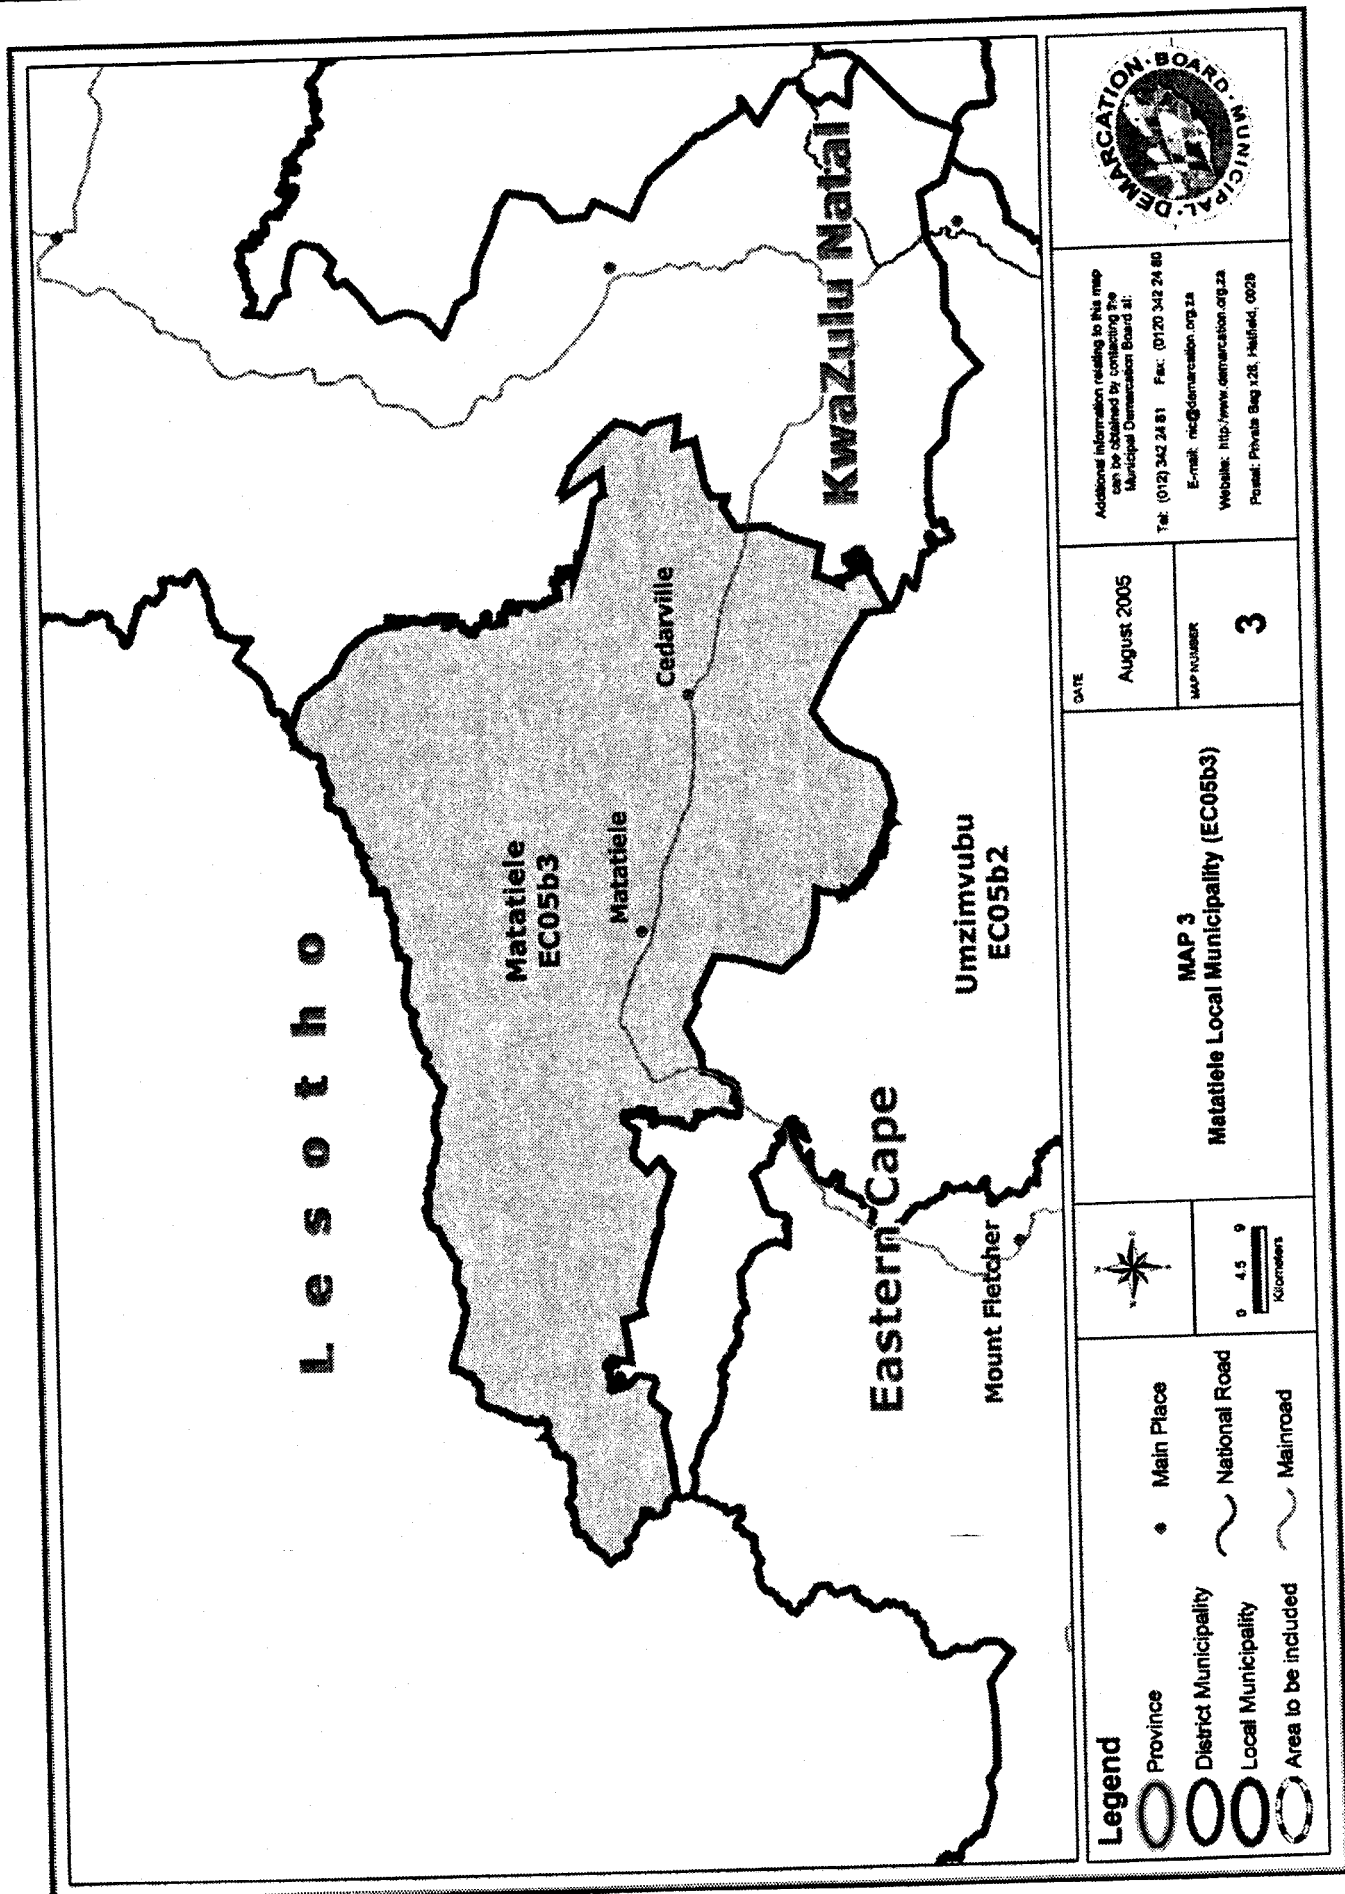 Lesotho
Matatiele
EC05b3
Matatiele
Cedarville
KwaZulu Natal
Umzimvubu
EC05b2
Eastern Cape
Mount Fletcher
Legend
Province
District Municipality
Local Municipality
Area to be included
Main Place
National Road
Mainroad
0 4.5 9
Kilometers
MAP 3
Matatiele Local Municipality (EC05b3)
DATE
August 2005
MAP NUMBER
3
Additional information relating to this map
can be obtained by contacting the
Municipal Demarcation Board at:
Tel: (012) 342 24 81 Fax: (0120 342 24 80
E-mail: nic@demarcation.org.za
Website: http:/www.demarcation.org.za
Postal: Private Bag x28, Hatfield, 0028
MUNICIPAL·DEMARCATION·BOARD·